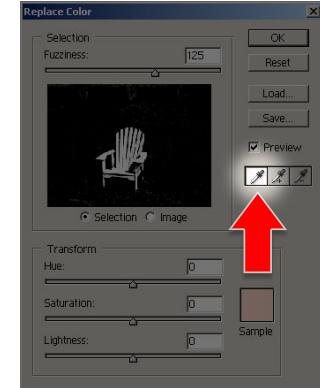 Replace Color
Selection
Fuzziness: 125
OK
Reset
Load...
Save...
Preview
Selection Image
Transform
Hue: 0
Saturation: 0
Lightness: 0
Sample